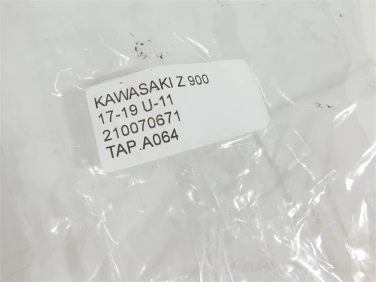 KAWASAKI Z 900
17-19 U-11
210070671
TAP.A064